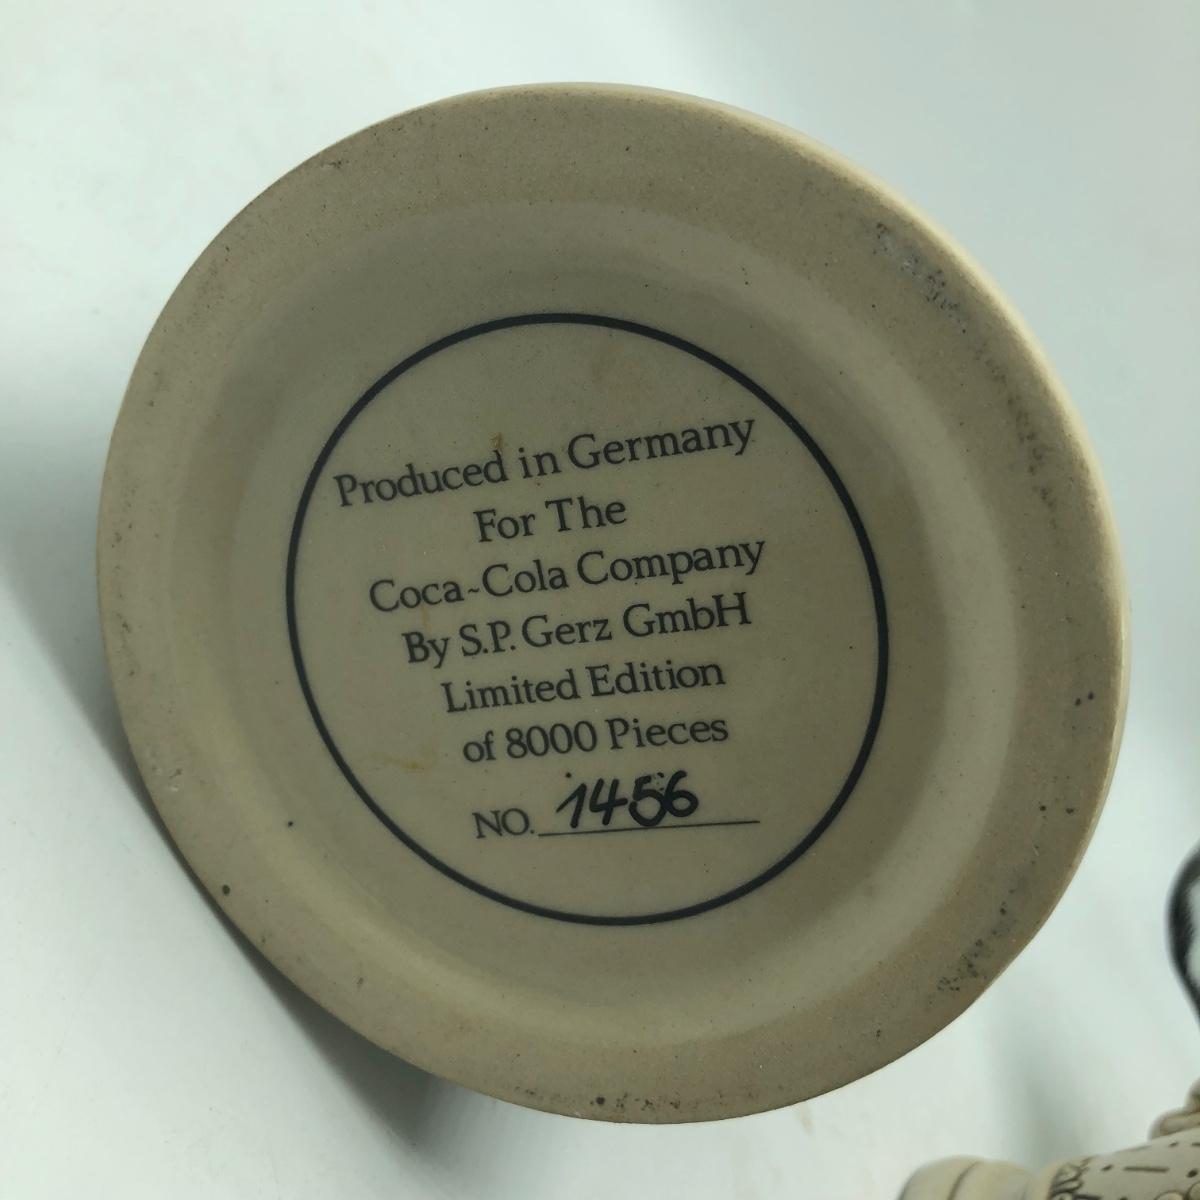 Produced in Germany
For The
Coca~Cola Company
By S.P. Gerz GmbH
Limited Edition
of 8000 Pieces
NO. 1456